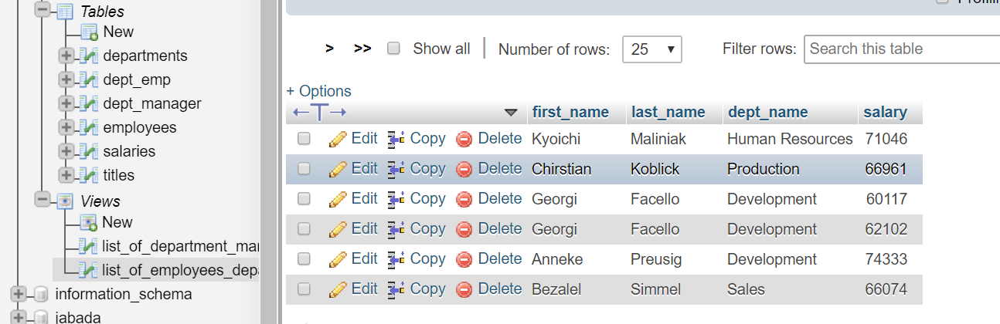 Tables
New
departments
dept_emp
dept_manager
employees
salaries
titles
Views
New
list_of_department_mar
list_of_employees_depa
information_schema
jabada
> >> Show all Number of rows: 25 Filter rows: Search this table
+ Options
first_name last_name dept_name salary
Edit Copy Delete Kyoichi Maliniak Human Resources 71046
Edit Copy Delete Chirstian Koblick Production 66961
Edit Copy Delete Georgi Facello Development 60117
Edit Copy Delete Georgi Facello Development 62102
Edit Copy Delete Anneke Preusig Development 74333
Edit Copy Delete Bezalel Simmel Sales 66074